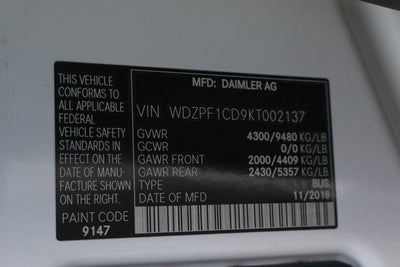 THIS VEHICLE
CONFORMS TO
ALL APPLICABLE
FEDERAL
VEHICLE SAFETY
STANDARDS IN
EFFECT ON THE
DATE OF MANU-
FACTURE SHOWN
ON THE RIGHT.
PAINT CODE
9147
MFD: DAIMLER AG
VIN WDZPF1CD9KT002137
GVWR 4300/9480 KG/LB
GCWR 0/0 KG/LB
GAWR FRONT 2000/4409 KG/LB
GAWR REAR 2430/5357 KG/LB
TYPE BUS
DATE OF MFD 11/2018